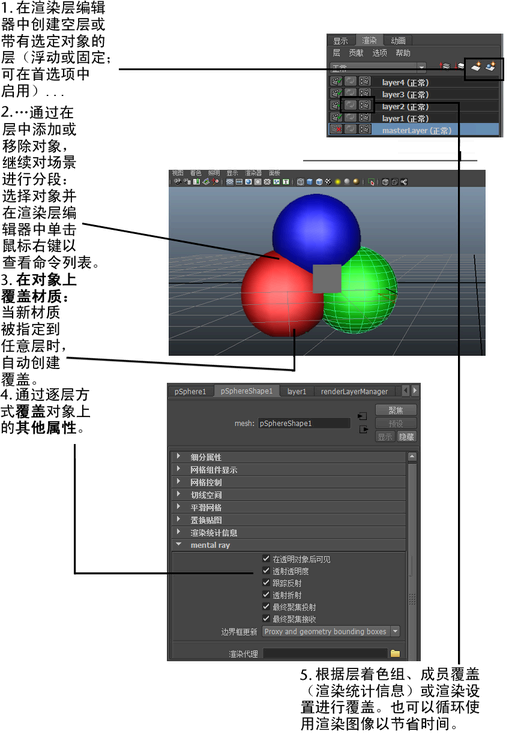 1. 在渲染层编辑
器中创建空层或
带有选定对象的
层（浮动或固定;
可在首选项中
启用）...
2.…通过在
层中添加或
移除对象，
继续对场景
进行分段：
选择对象并
在渲染层编
辑器中单击
鼠标右键以
查看命令列表。
3. 在对象上
覆盖材质：
当新材质
被指定到
任意层时，
自动创建
覆盖。
4. 通过逐层方
式覆盖对象上
的其他属性。
显示 渲染 动画
层 贡献 选项 帮助
正常
layer4 (正常)
layer3 (正常)
layer2 (正常)
layer1 (正常)
masterLayer (正常)
视图 着色 照明 显示 渲染器 面板
pSphere1 pSphereShape1 layer1 renderLayerManager
聚焦
mesh: pSphereShape1
预设
显示 隐藏
细分属性
网格组件显示
网格控制
切线空间
平滑网格
置换贴图
渲染统计信息
mental ray
在透明对象后可见
透射透明度
跟踪反射
透射折射
最终聚集投射
最终聚集接收
边界框更新 Proxy and geometry bounding boxes
渲染代理
5. 根据层着色组、成员覆盖
（渲染统计信息）或渲染设
置进行覆盖。也可以循环使
用渲染图像以节省时间。